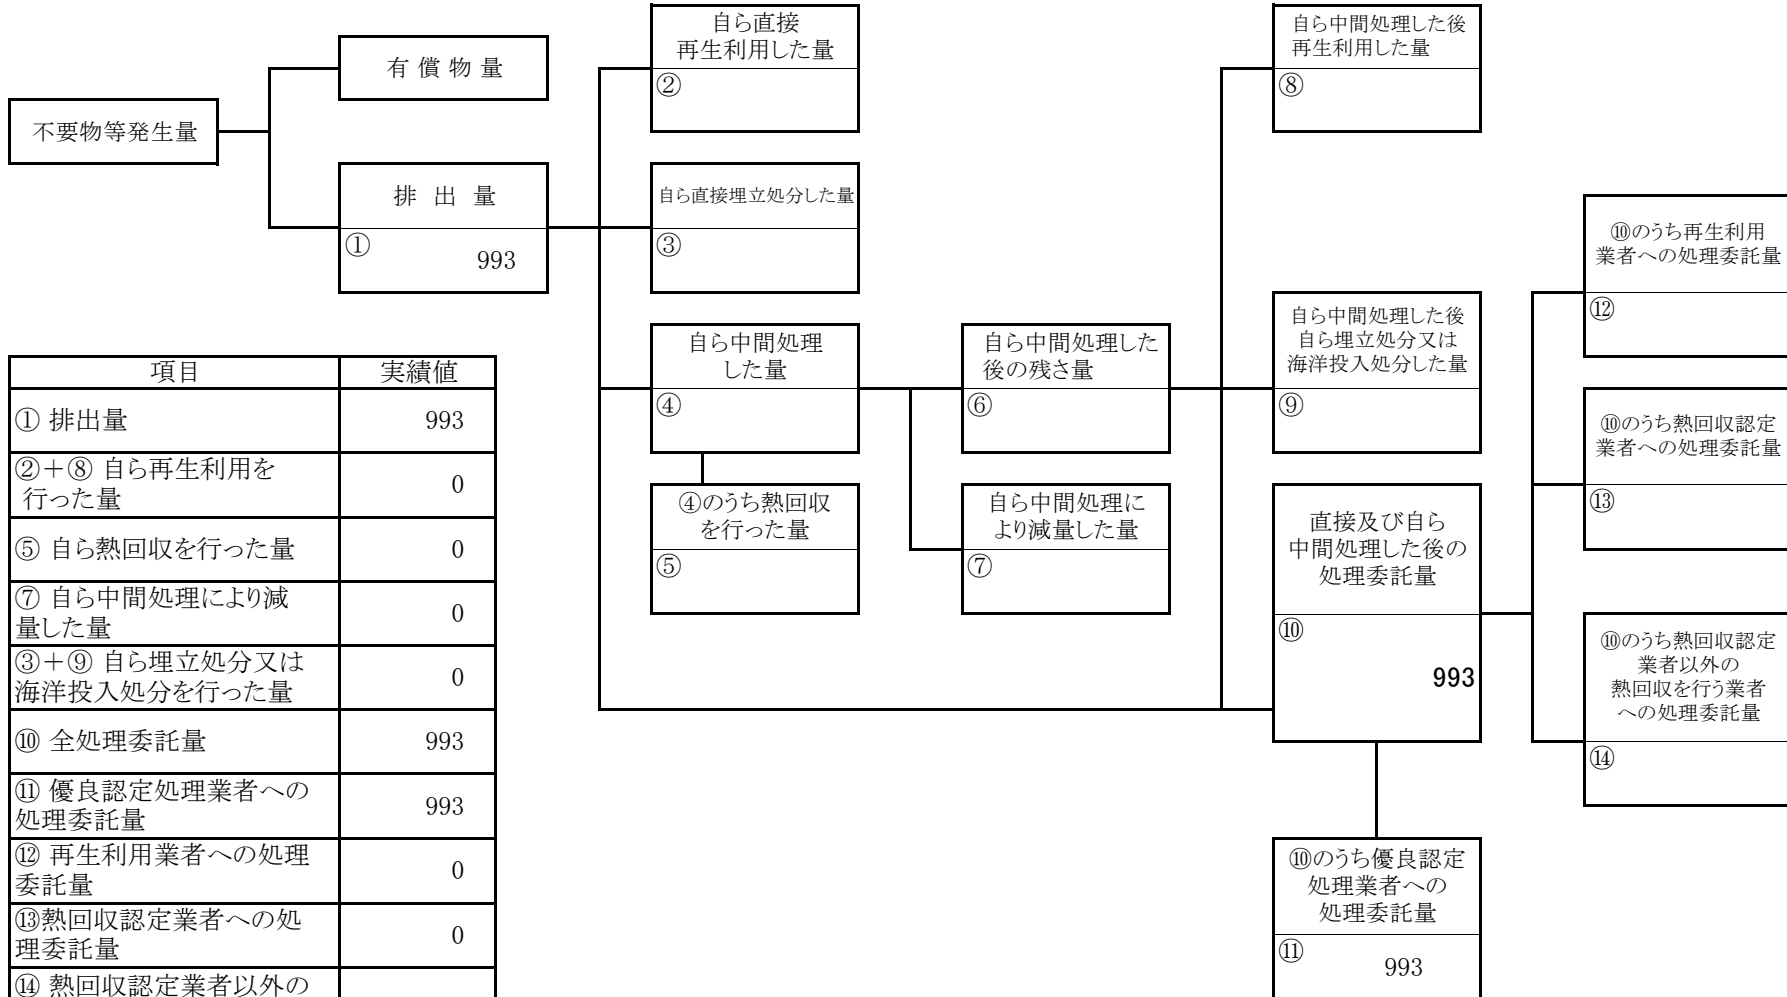 不要物等発生量
有 償 物 量
排 出 量
①
993
自ら直接
再生利用した量
②
自ら直接埋立処分した量
③
自ら中間処理
した量
④
④のうち熱回収
を行った量
⑤
自ら中間処理した
後の残さ量
⑥
自ら中間処理に
より減量した量
⑦
自ら中間処理した後
再生利用した量
⑧
自ら中間処理した後
自ら埋立処分又は
海洋投入処分した量
⑨
直接及び自ら
中間処理した後の
処理委託量
⑩
993
⑩のうち優良認定
処理業者への
処理委託量
⑪
993
⑩のうち再生利用
業者への処理委託量
⑫
⑩のうち熱回収認定
業者への処理委託量
⑬
⑩のうち熱回収認定
業者以外の
熱回収を行う業者
への処理委託量
⑭
項目 実績値
① 排出量 993
②+⑧ 自ら再生利用を
行った量 0
⑤ 自ら熱回収を行った量 0
⑦ 自ら中間処理により減
量した量 0
③+⑨ 自ら埋立処分又は
海洋投入処分を行った量 0
⑩ 全処理委託量 993
⑪ 優良認定処理業者への
処理委託量 993
⑫ 再生利用業者への処理
委託量 0
⑬熱回収認定業者への処
理委託量 0
⑭ 熱回収認定業者以外の